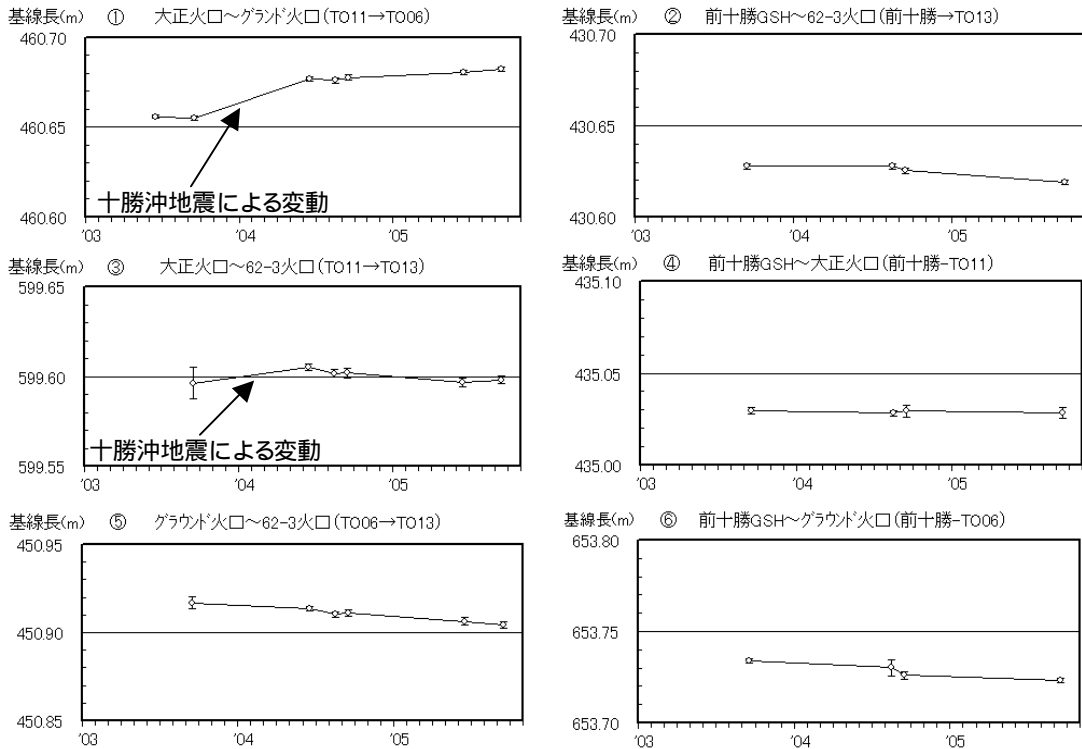 基線長(m) ① 大正火口～グランド火口(TO11→TO06)
460.70
460.65
460.60
十勝沖地震による変動
'03 '04 '05
基線長(m) ② 前十勝GSH～62-3火口(前十勝→TO13)
430.70
430.65
430.60
'03 '04 '05
基線長(m) ③ 大正火口～62-3火口(TO11→TO13)
599.65
599.60
599.55
十勝沖地震による変動
'03 '04 '05
基線長(m) ④ 前十勝GSH～大正火口(前十勝-TO11)
435.10
435.05
435.00
'03 '04 '05
基線長(m) ⑤ グラウンド火口～62-3火口(TO06→TO13)
450.95
450.90
450.85
'03 '04 '05
基線長(m) ⑥ 前十勝GSH～グラウンド火口(前十勝-TO06)
653.80
653.75
653.70
'03 '04 '05